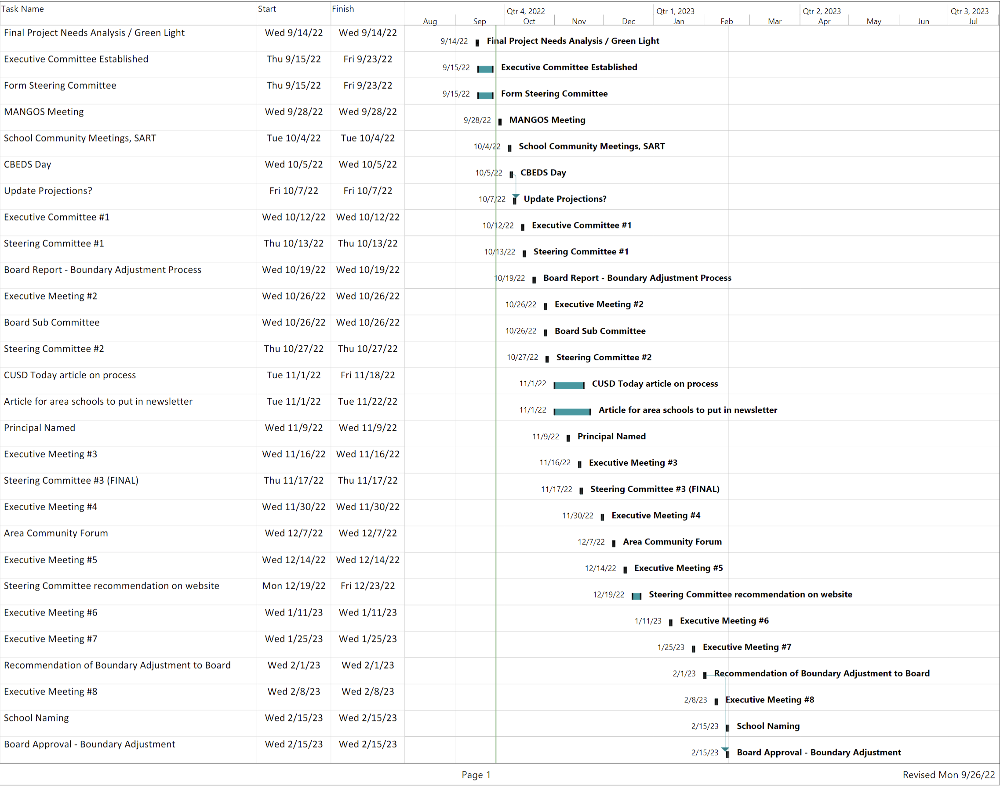 Task Name Start Finish Qtr 4, 2022 Qtr 1, 2023 Qtr 2, 2023 Qtr 3, 2023
Aug Sep Oct Nov Dec Jan Feb Mar Apr May Jun Jul
Final Project Needs Analysis / Green Light Wed 9/14/22 Wed 9/14/22 9/14/22 Final Project Needs Analysis / Green Light
Executive Committee Established Thu 9/15/22 Fri 9/23/22 9/15/22 Executive Committee Established
Form Steering Committee Thu 9/15/22 Fri 9/23/22 9/15/22 Form Steering Committee
MANGOS Meeting Wed 9/28/22 Wed 9/28/22 9/28/22 MANGOS Meeting
School Community Meetings, SART Tue 10/4/22 Tue 10/4/22 10/4/22 School Community Meetings, SART
CBEDS Day Wed 10/5/22 Wed 10/5/22 10/5/22 CBEDS Day
Update Projections? Fri 10/7/22 Fri 10/7/22 10/7/22 Update Projections?
Executive Committee #1 Wed 10/12/22 Wed 10/12/22 10/12/22 Executive Committee #1
Steering Committee #1 Thu 10/13/22 Thu 10/13/22 10/13/22 Steering Committee #1
Board Report - Boundary Adjustment Process Wed 10/19/22 Wed 10/19/22 10/19/22 Board Report - Boundary Adjustment Process
Executive Meeting #2 Wed 10/26/22 Wed 10/26/22 10/26/22 Executive Meeting #2
Board Sub Committee Wed 10/26/22 Wed 10/26/22 10/26/22 Board Sub Committee
Steering Committee #2 Thu 10/27/22 Thu 10/27/22 10/27/22 Steering Committee #2
CUSD Today article on process Tue 11/1/22 Fri 11/18/22 11/1/22 CUSD Today article on process
Article for area schools to put in newsletter Tue 11/1/22 Tue 11/22/22 11/1/22 Article for area schools to put in newsletter
Principal Named Wed 11/9/22 Wed 11/9/22 11/9/22 Principal Named
Executive Meeting #3 Wed 11/16/22 Wed 11/16/22 11/16/22 Executive Meeting #3
Steering Committee #3 (FINAL) Thu 11/17/22 Thu 11/17/22 11/17/22 Steering Committee #3 (FINAL)
Executive Meeting #4 Wed 11/30/22 Wed 11/30/22 11/30/22 Executive Meeting #4
Area Community Forum Wed 12/7/22 Wed 12/7/22 12/7/22 Area Community Forum
Executive Meeting #5 Wed 12/14/22 Wed 12/14/22 12/14/22 Executive Meeting #5
Steering Committee recommendation on website Mon 12/19/22 Fri 12/23/22 12/19/22 Steering Committee recommendation on website
Executive Meeting #6 Wed 1/11/23 Wed 1/11/23 1/11/23 Executive Meeting #6
Executive Meeting #7 Wed 1/25/23 Wed 1/25/23 1/25/23 Executive Meeting #7
Recommendation of Boundary Adjustment to Board Wed 2/1/23 Wed 2/1/23 2/1/23 Recommendation of Boundary Adjustment to Board
Executive Meeting #8 Wed 2/8/23 Wed 2/8/23 2/8/23 Executive Meeting #8
School Naming Wed 2/15/23 Wed 2/15/23 2/15/23 School Naming
Board Approval - Boundary Adjustment Wed 2/15/23 Wed 2/15/23 2/15/23 Board Approval - Boundary Adjustment
Page 1 Revised Mon 9/26/22